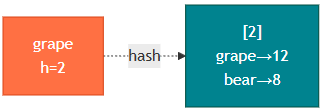 grape
h=2
hash
[2]
grape→12
bear→8